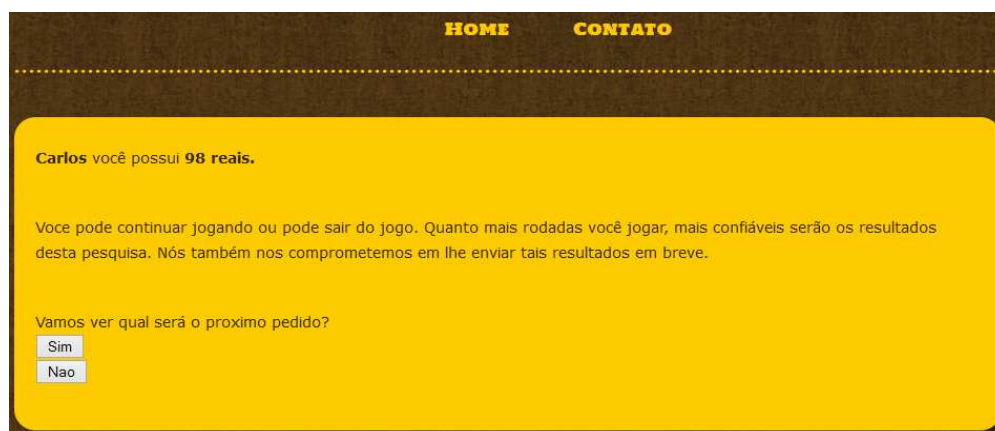 Home Contato
Carlos você possui 98 reais.
Voce pode continuar jogando ou pode sair do jogo. Quanto mais rodadas você jogar, mais confiáveis serão os resultados
desta pesquisa. Nós também nos comprometemos em lhe enviar tais resultados em breve.
Vamos ver qual será o proximo pedido?
Sim
Nao